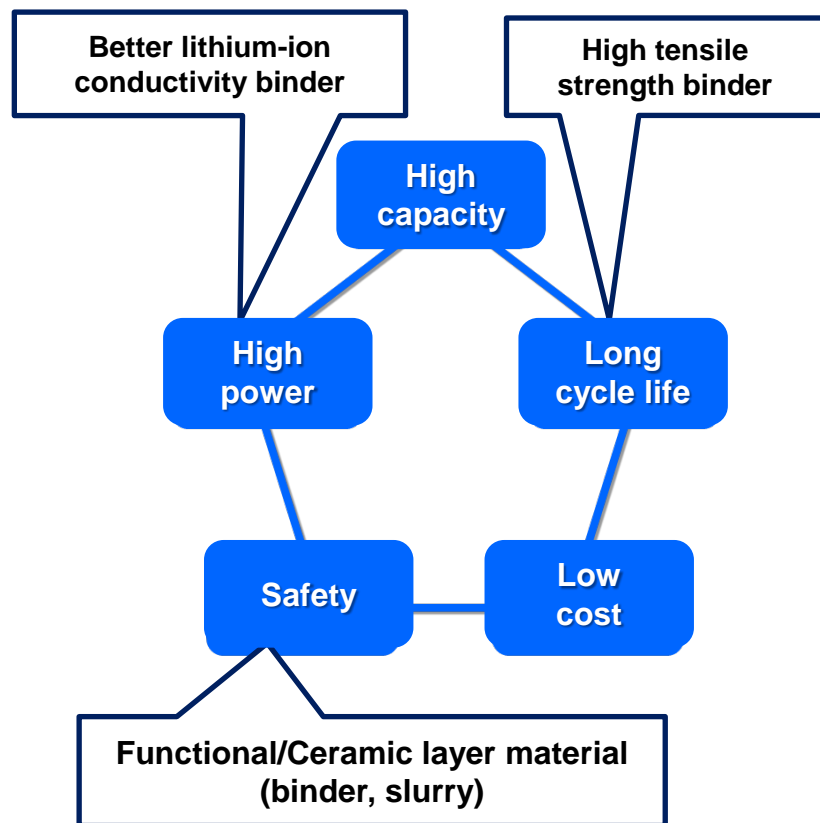 Better lithium-ion
conductivity binder
High tensile
strength binder
High
capacity
High
power
Long
cycle life
Safety
Low
cost
Functional/Ceramic layer material
(binder, slurry)